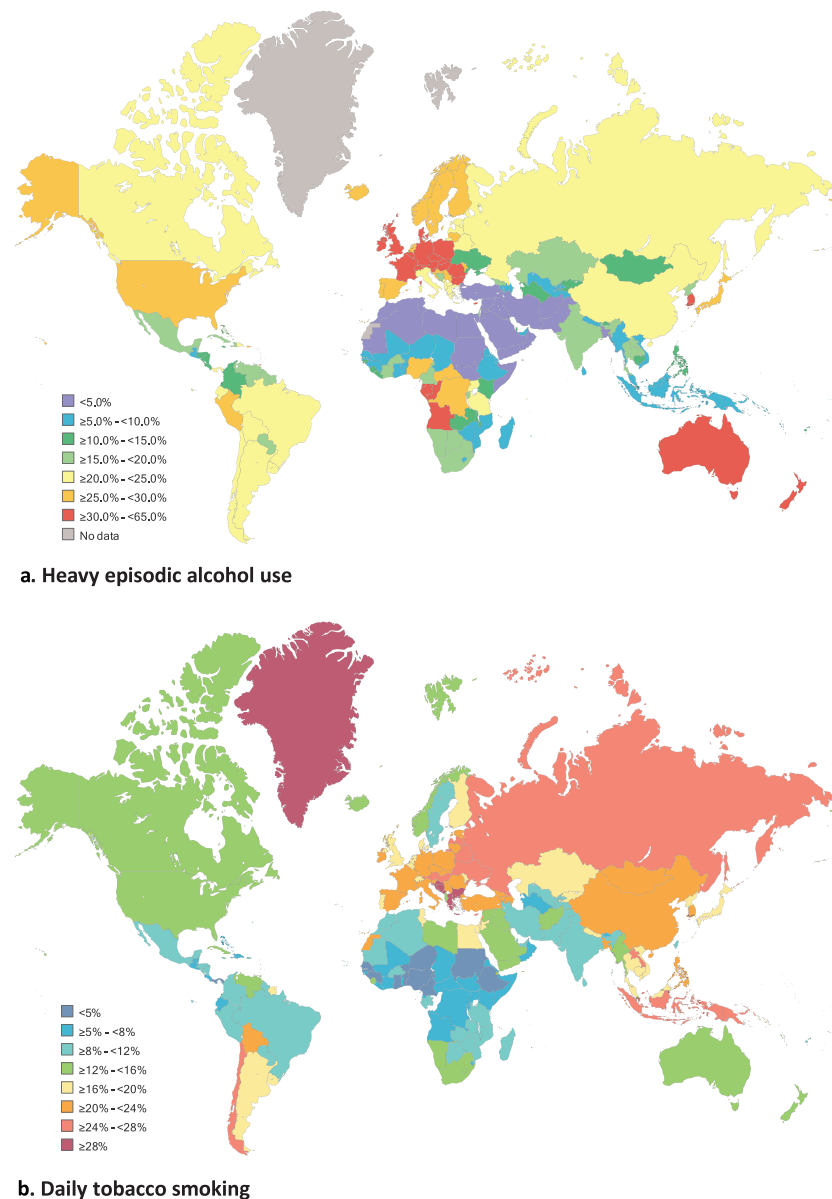 <5.0%
≥5.0% - <10.0%
≥10.0% - <15.0%
≥15.0% - <20.0%
≥20.0% - <25.0%
≥25.0% - <30.0%
≥30.0% - <65.0%
No data
a. Heavy episodic alcohol use
<5%
≥5% - <8%
≥8% - <12%
≥12% - <16%
≥16% - <20%
≥20% - <24%
≥24% - <28%
≥28%
b. Daily tobacco smoking